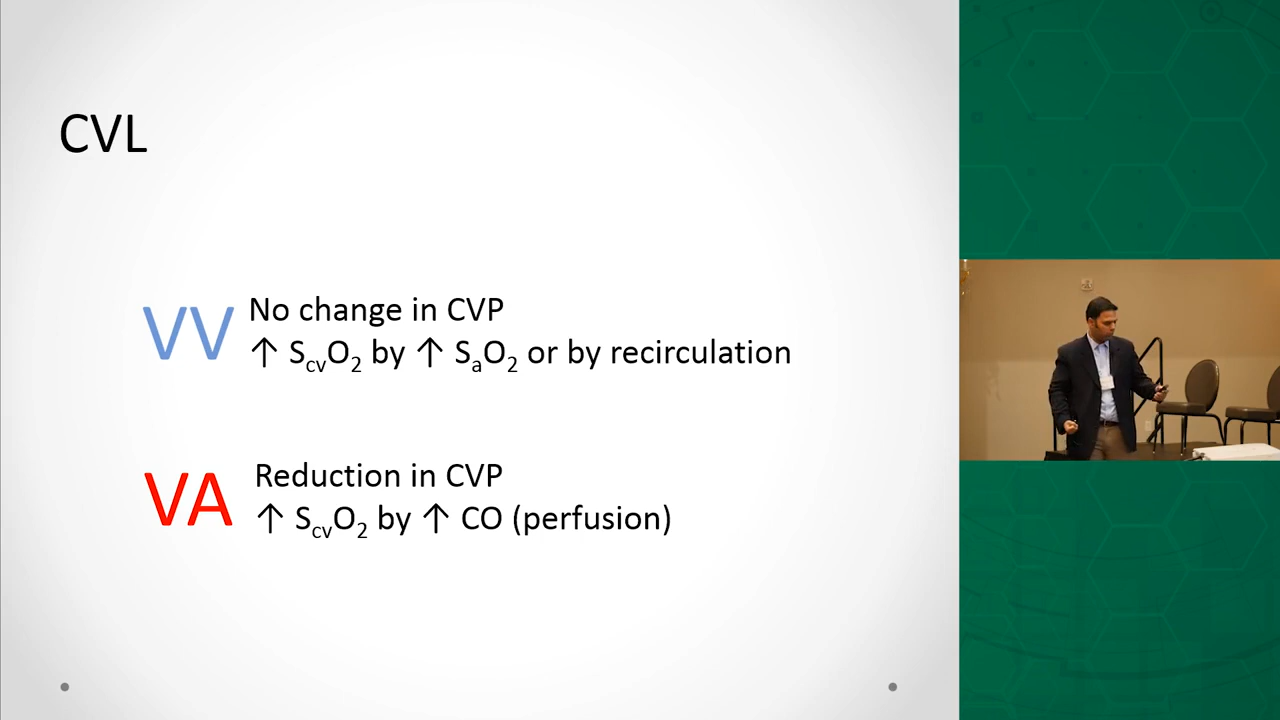 CVL
VV
No change in CVP
↑ ScvO2 by ↑ SaO2 or by recirculation
VA
Reduction in CVP
↑ ScvO2 by ↑ CO (perfusion)